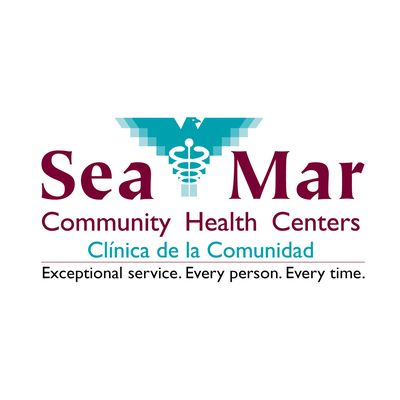 Sea Mar
Community Health Centers
Clínica de la Comunidad
Exceptional service. Every person. Every time.